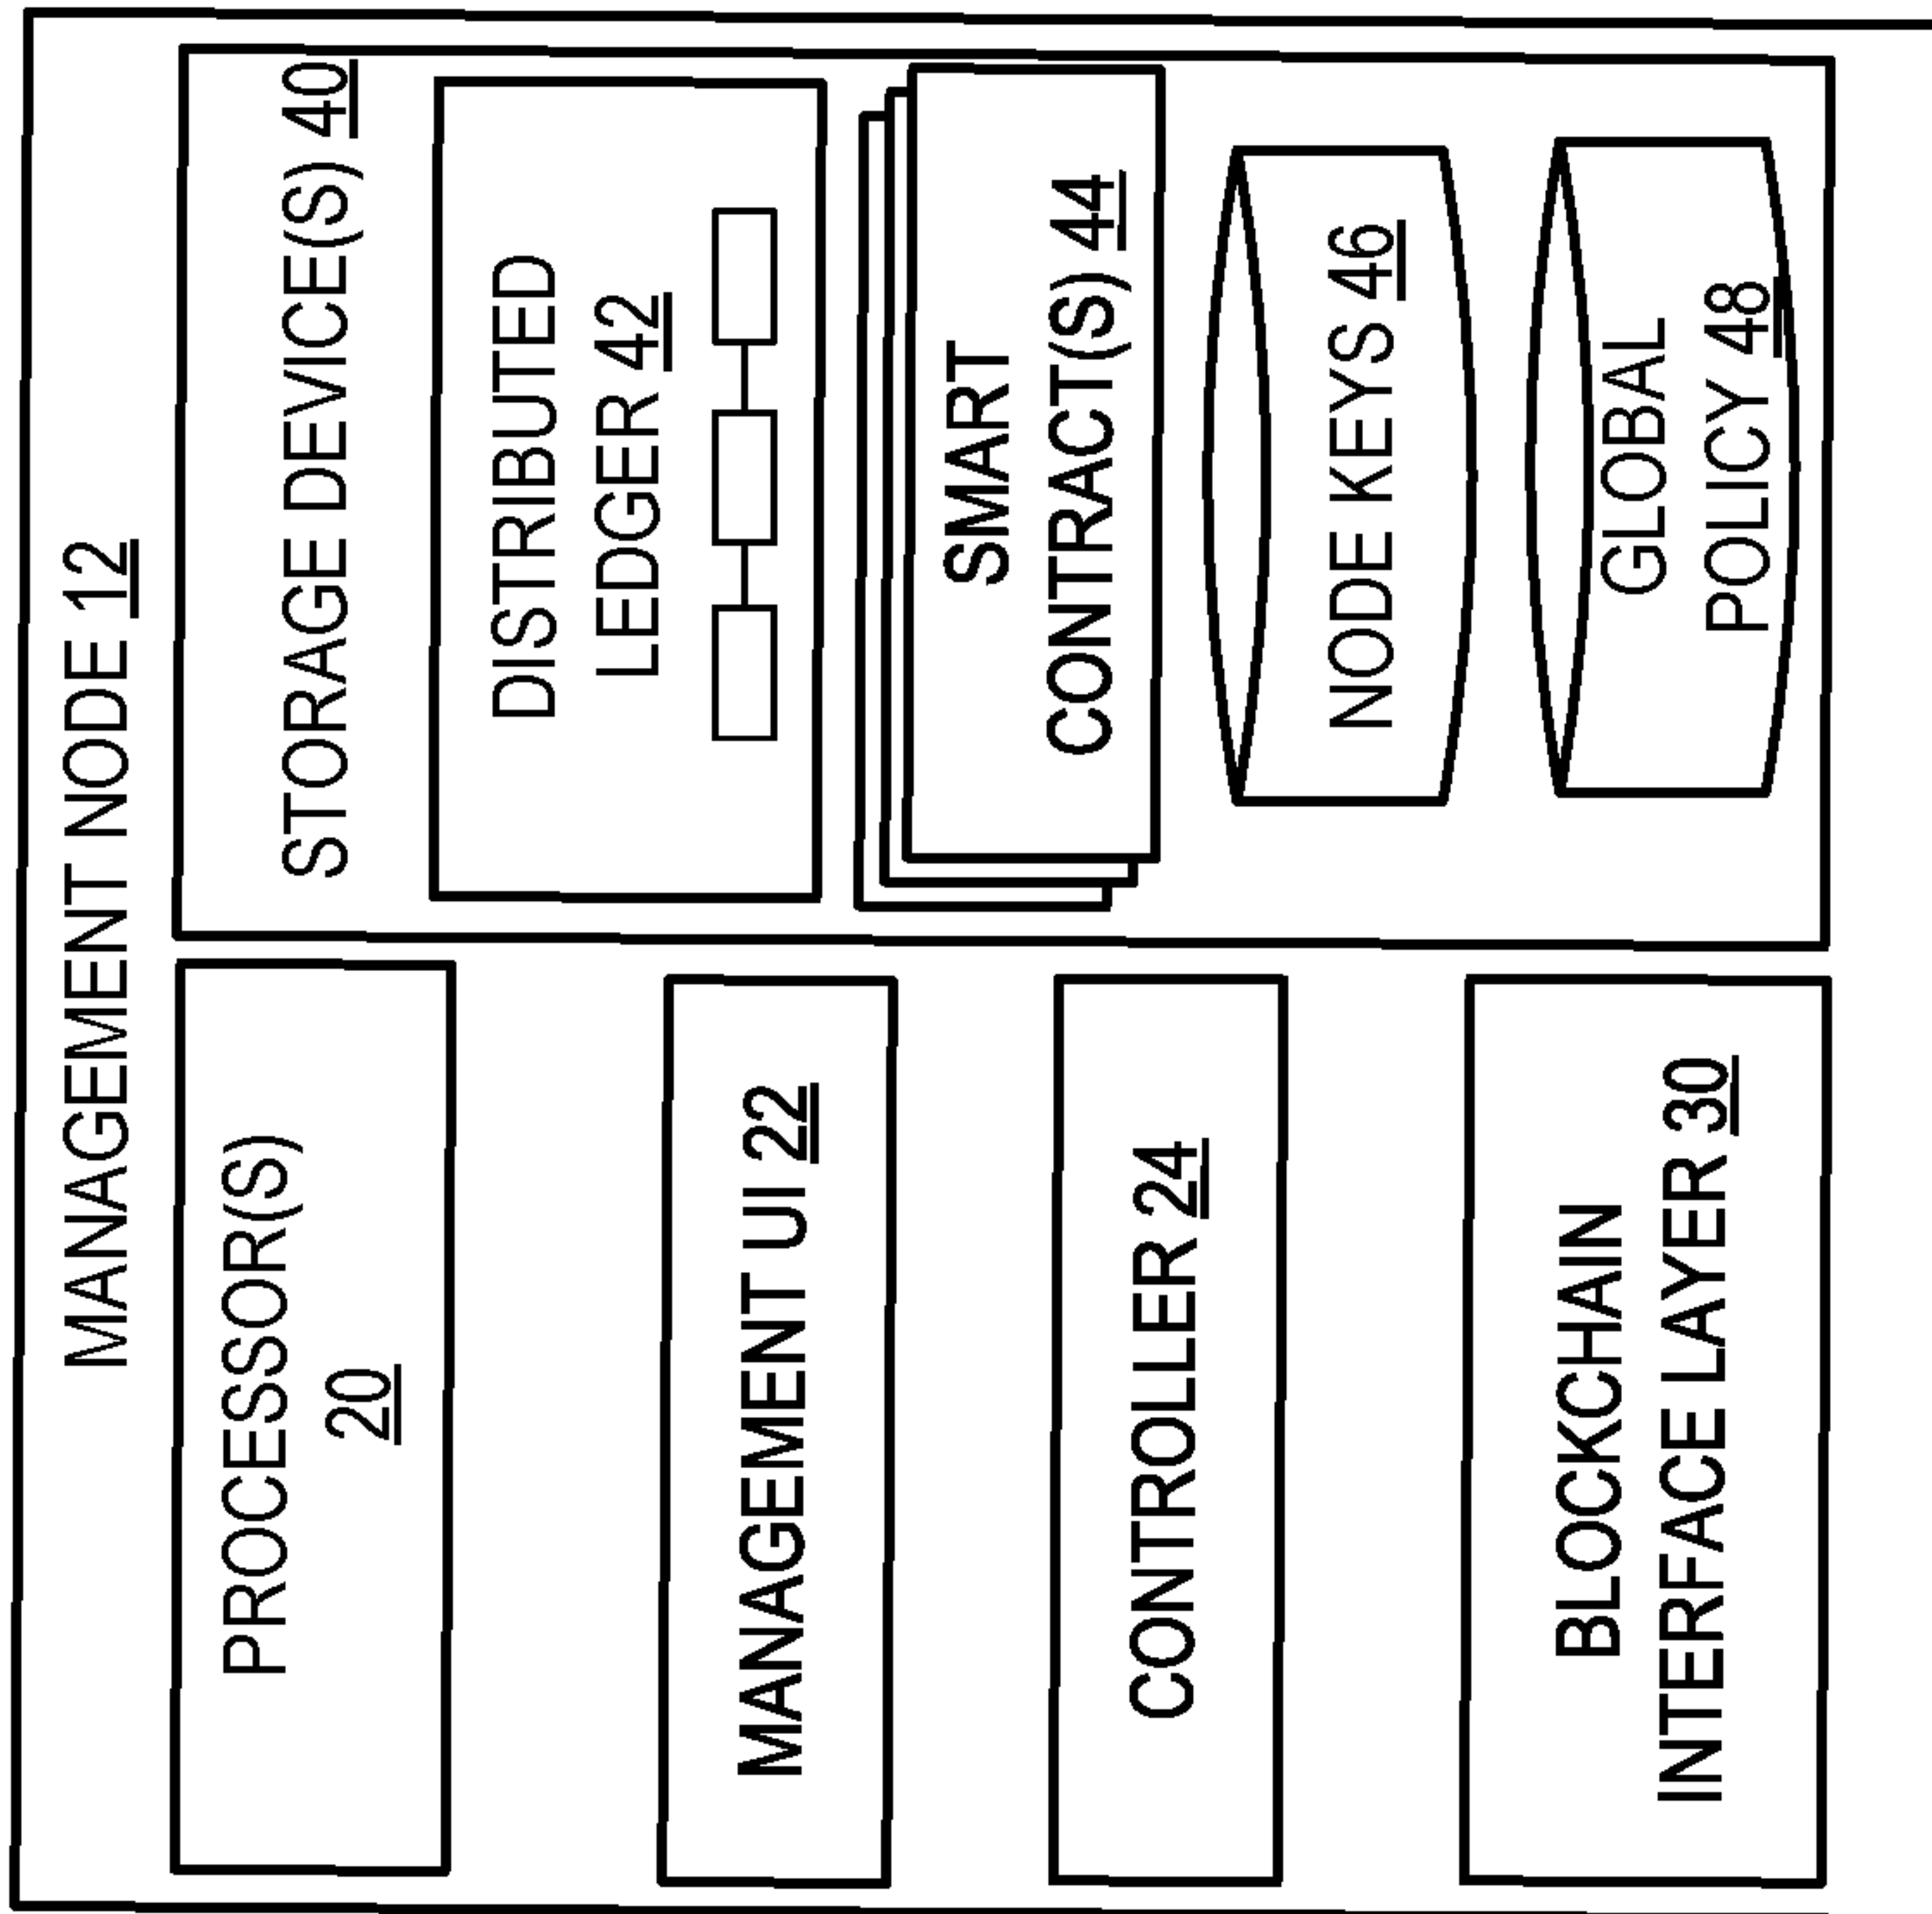 MANAGEMENT NODE 12
PROCESSOR(S)
20
MANAGEMENT UI 22
CONTROLLER 24
BLOCKCHAIN
INTERFACE LAYER 30
STORAGE DEVICE(S) 40
DISTRIBUTED
LEDGER 42
SMART
CONTRACT(S) 44
NODE KEYS 46
GLOBAL
POLICY 48